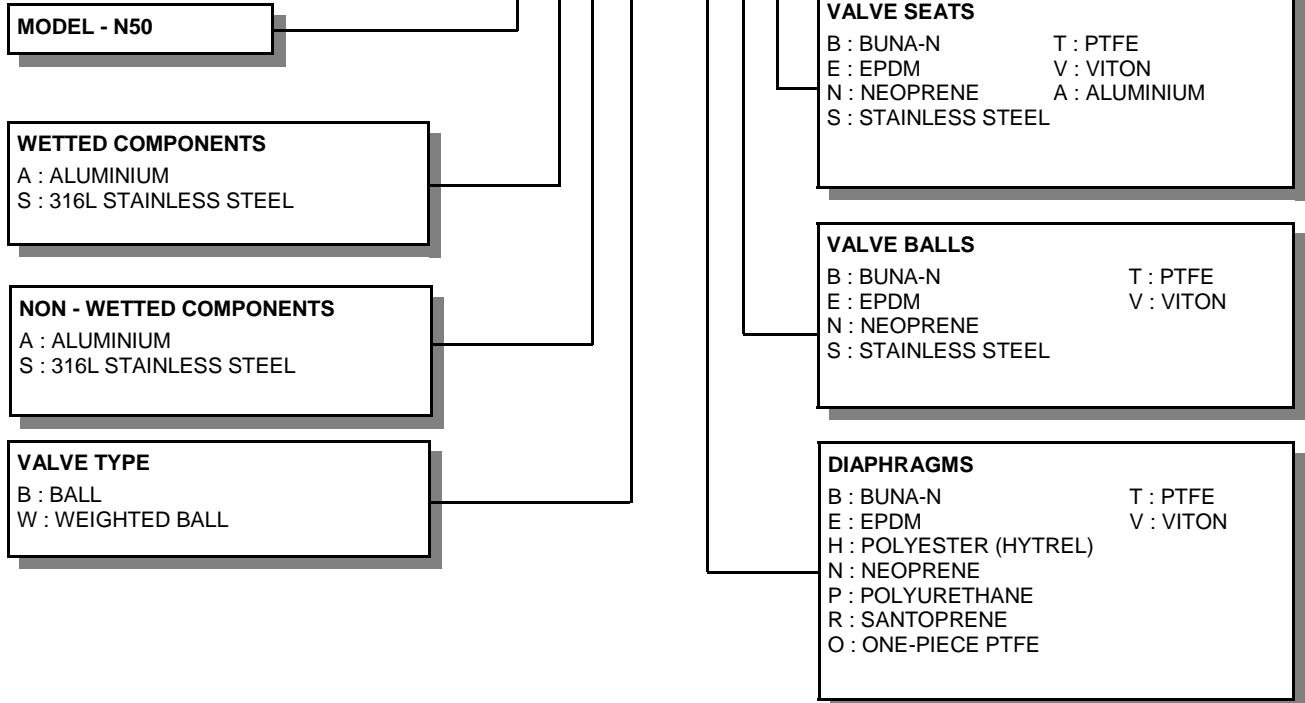 MODEL - N50
WETTED COMPONENTS
A : ALUMINIUM
S : 316L STAINLESS STEEL
NON - WETTED COMPONENTS
A : ALUMINIUM
S : 316L STAINLESS STEEL
VALVE TYPE
B : BALL
W : WEIGHTED BALL
VALVE SEATS
B : BUNA-N T : PTFE
E : EPDM V : VITON
N : NEOPRENE A : ALUMINIUM
S : STAINLESS STEEL
VALVE BALLS
B : BUNA-N T : PTFE
E : EPDM V : VITON
N : NEOPRENE
S : STAINLESS STEEL
DIAPHRAGMS
B : BUNA-N T : PTFE
E : EPDM V : VITON
H : POLYESTER (HYTREL)
N : NEOPRENE
P : POLYURETHANE
R : SANTOPRENE
O : ONE-PIECE PTFE